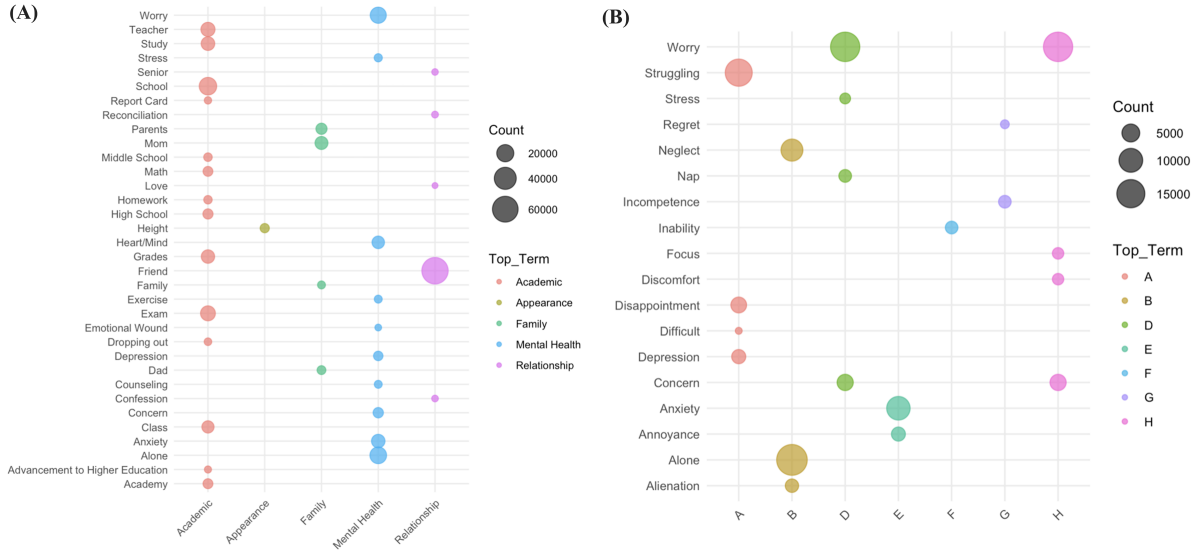 (A)
Worry
Teacher
Study
Stress
Senior
School
Report Card
Reconciliation
Parents
Mom
Middle School
Math
Love
Homework
High School
Height
Heart/Mind
Grades
Friend
Family
Exercise
Exam
Emotional Wound
Dropping out
Depression
Dad
Counseling
Confession
Concern
Class
Anxiety
Alone
Advancement to Higher Education
Academy
Academic
Appearance
Family
Mental Health
Relationship
Count
20000
40000
60000
Top_Term
Academic
Appearance
Family
Mental Health
Relationship
(B)
Worry
Struggling
Stress
Regret
Neglect
Nap
Incompetence
Inability
Focus
Discomfort
Disappointment
Difficult
Depression
Concern
Anxiety
Annoyance
Alone
Alienation
A
B
D
E
F
G
H
Count
5000
10000
15000
Top_Term
A
B
D
E
F
G
H